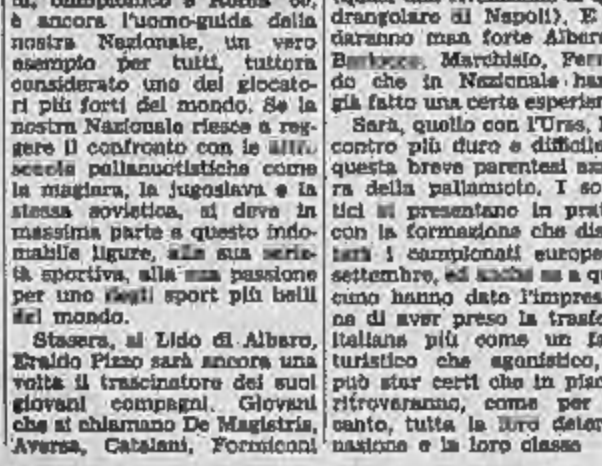 è ancora l'uomo-guida della
nostra Nazionale, un vero
esempio per tutti, tuttora
considerato uno dei giocato-
ri più forti del mondo. Se la
nostra Nazionale riesce a reg-
gere il confronto con le
scuole pallanuotistiche come
la magiara, la jugoslava e la
stessa sovietica, si deve in
massima parte a questo indo-
mabile ligure, alla sua serie-
tà sportiva, alla sua passione
per uno degli sport più belli
del mondo.
Stasera, al Lido di Albaro,
Eraldo Pizzo sarà ancora una
volta il trascinatore dei suoi
giovani compagni. Giovani
che si chiamano De Magistris,
Aversa, Catalani, Formiconi
drangolare di Napoli). E
daranno man forte Alber
Marchisio, Fer
do che in Nazionale han
già fatto una certa esperien
Sarà, quello con l'Urss, l
contro più duro e difficile
questa breve parentesi az
ra della pallanuoto. I so
tici si presentano in prat
con la formazione che dis
i campionati europe
settembre, ed anche se a qu
cuno hanno dato l'impres
ne di aver preso la trasfe
italiana più come un fa
turistico che agonistico,
può star certi che in piac
ritroveranno, come per
canto, tutta la loro deter
nazione e la loro classe